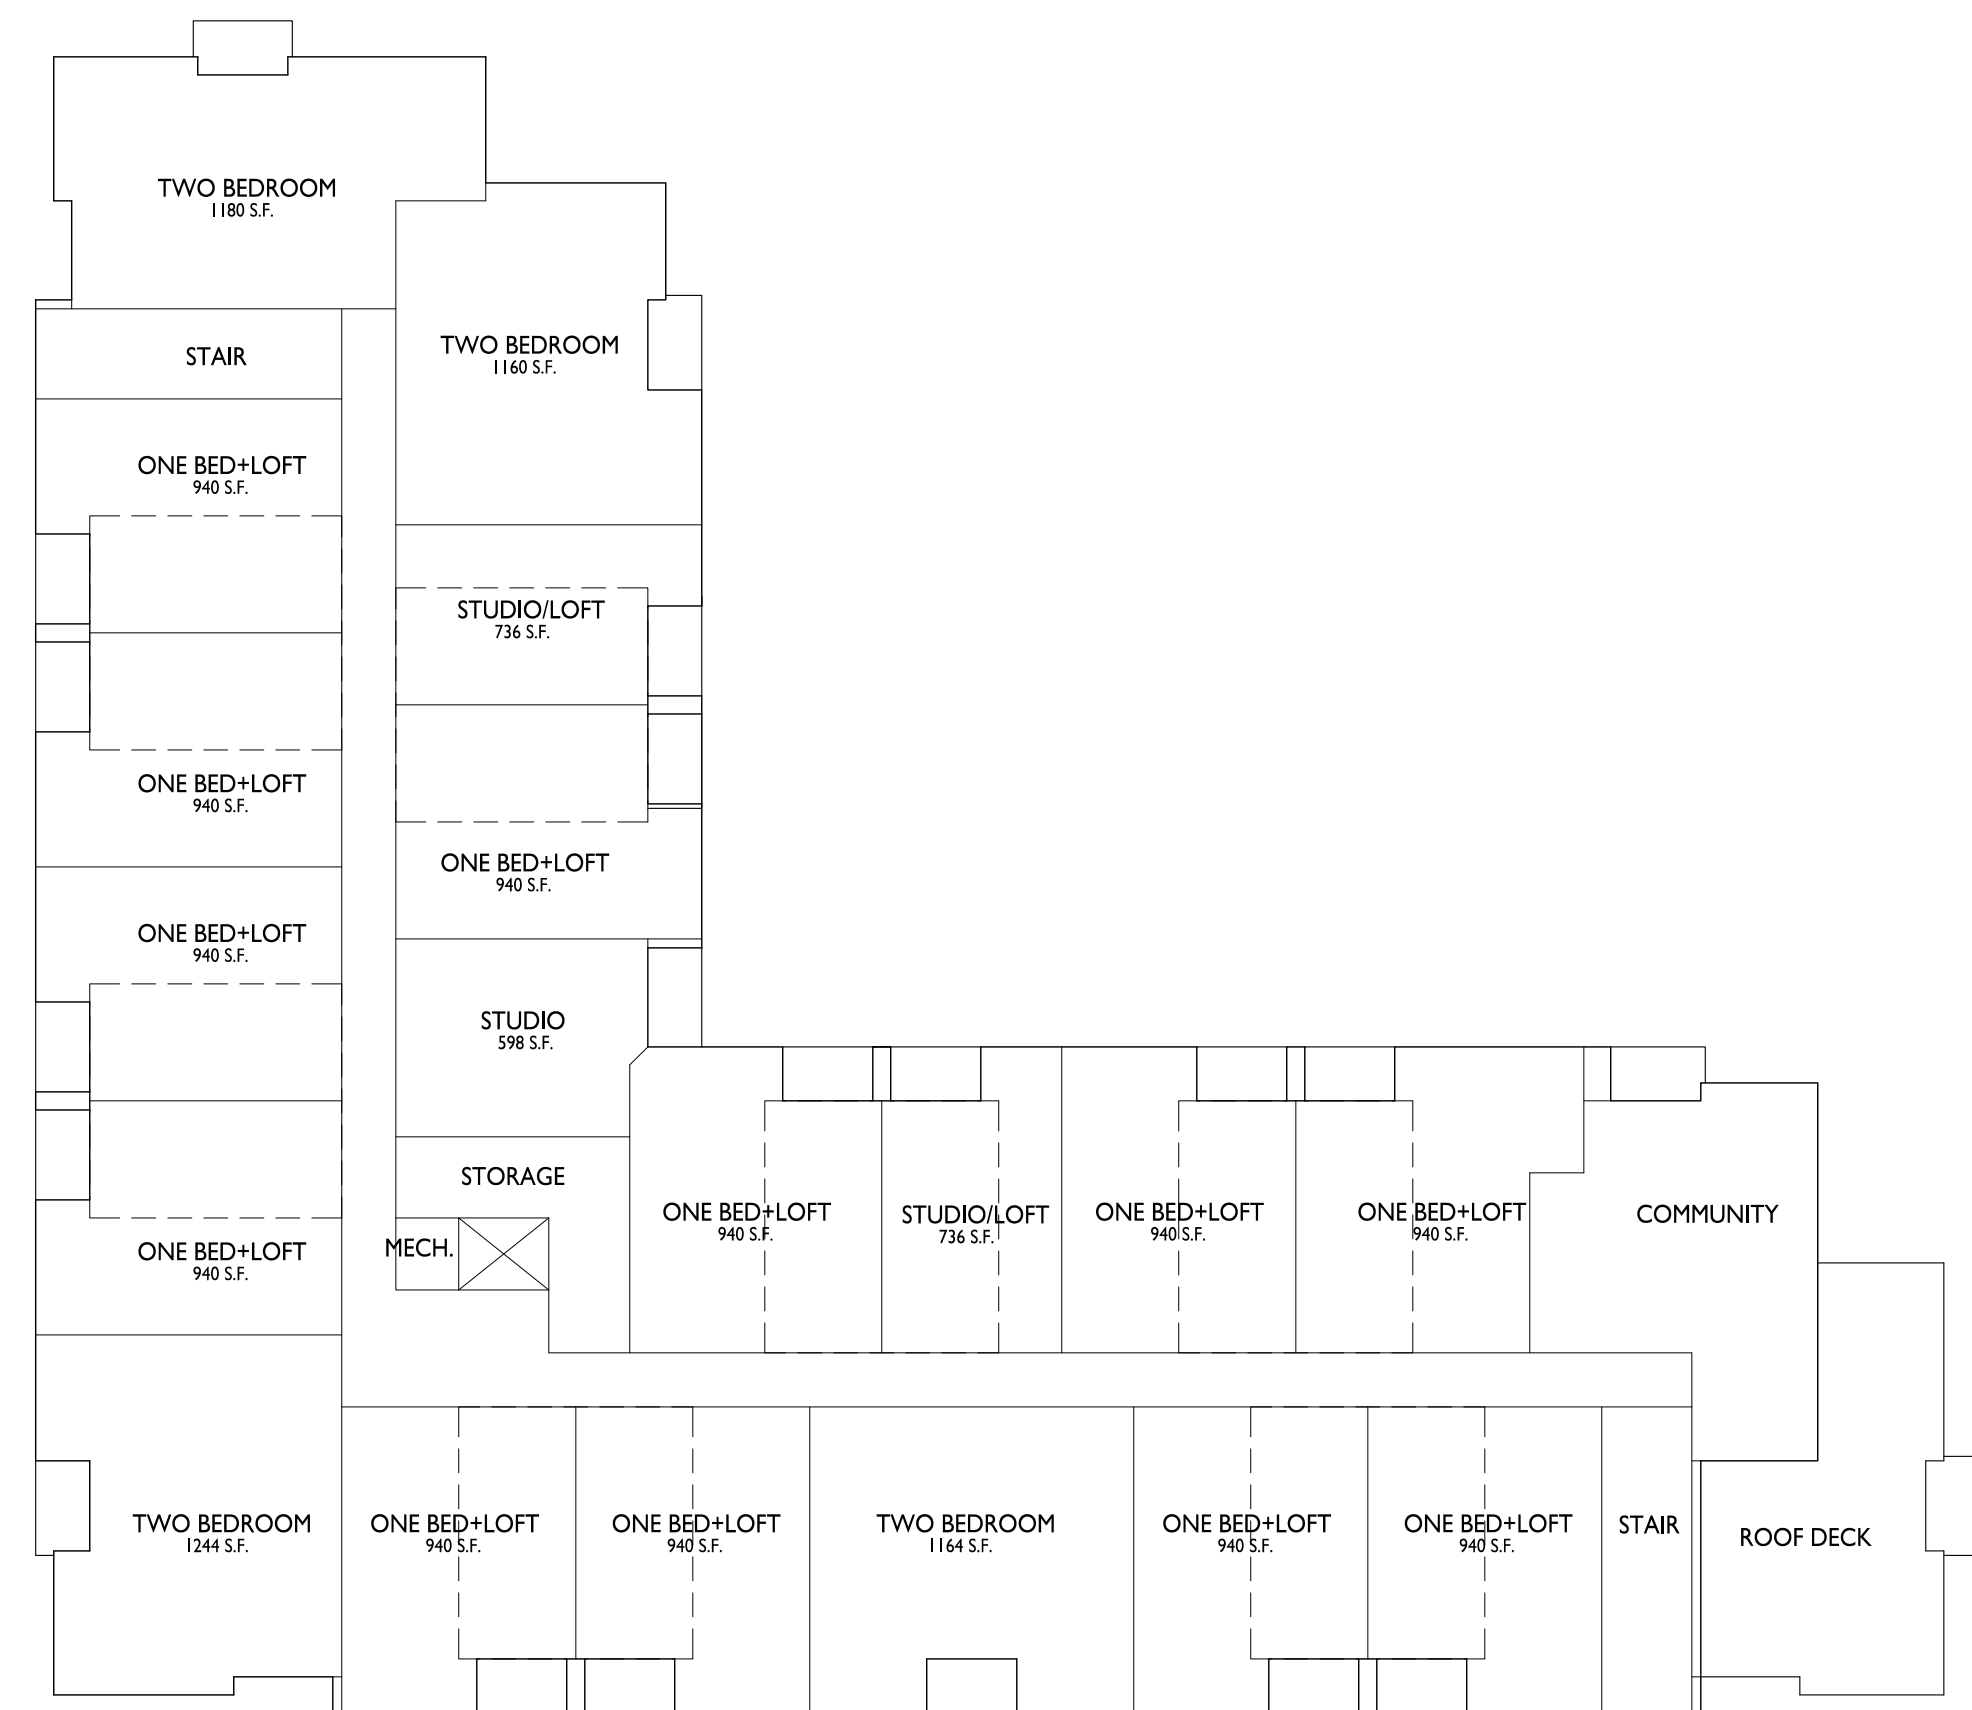 TWO BEDROOM
1180 S.F.
TWO BEDROOM
1160 S.F.
STAIR
ONE BED+LOFT
940 S.F.
STUDIO/LOFT
736 S.F.
ONE BED+LOFT
940 S.F.
ONE BED+LOFT
940 S.F.
ONE BED+LOFT
940 S.F.
STUDIO
598 S.F.
STORAGE
MECH.
ONE BED+LOFT
940 S.F.
ONE BED+LOFT
940 S.F.
STUDIO/LOFT
736 S.F.
ONE BED+LOFT
940 S.F.
ONE BED+LOFT
940 S.F.
COMMUNITY
TWO BEDROOM
1244 S.F.
ONE BED+LOFT
940 S.F.
ONE BED+LOFT
940 S.F.
TWO BEDROOM
1164 S.F.
ONE BED+LOFT
940 S.F.
ONE BED+LOFT
940 S.F.
STAIR
ROOF DECK